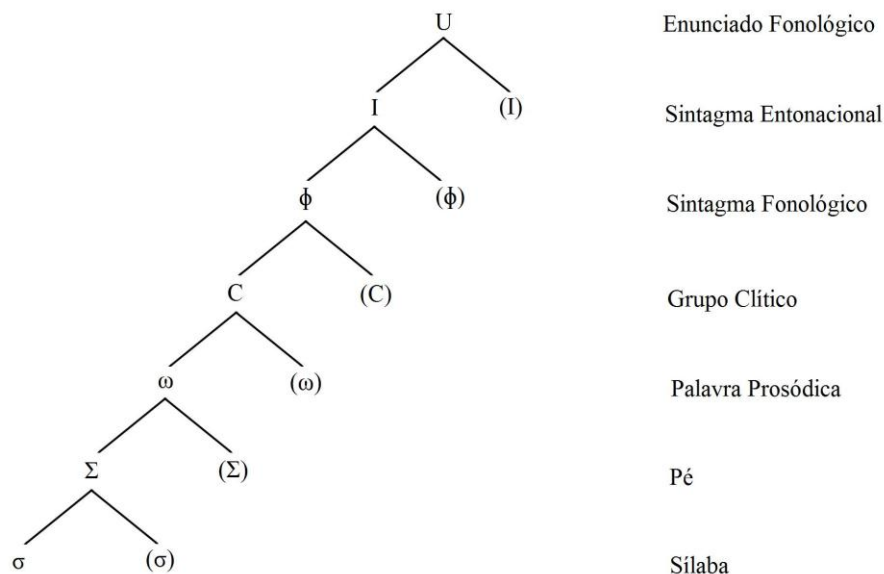 U Enunciado Fonológico
I (I) Sintagma Entonacional
ϕ (ϕ) Sintagma Fonológico
C (C) Grupo Clítico
ω (ω) Palavra Prosódica
Σ (Σ) Pé
σ (σ) Sílaba